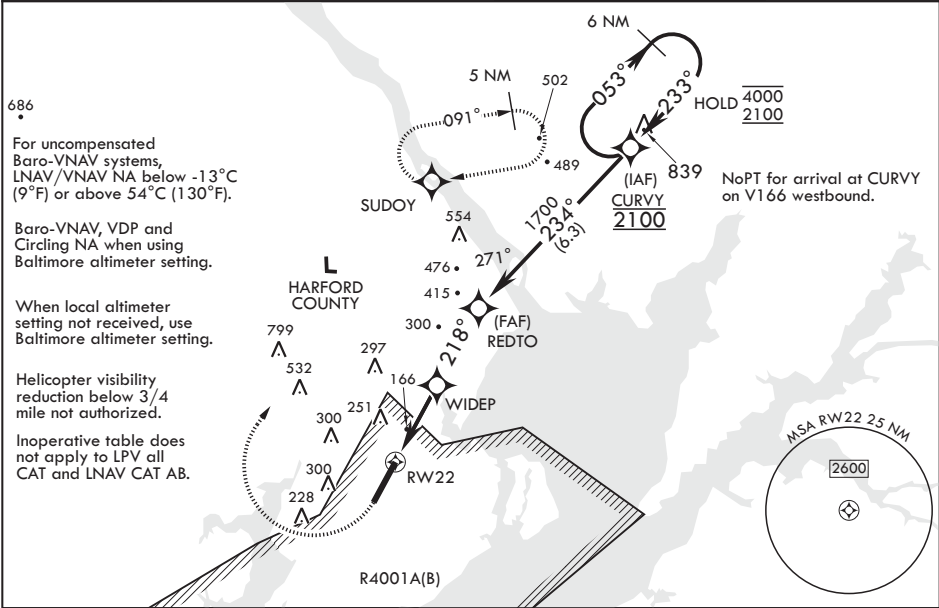 6 NM
053°
233°
HOLD 4000
2100
5 NM
502
091°
489
686
For uncompensated
Baro-VNAV systems,
LNAV/VNAV NA below -13°C
(9°F) or above 54°C (130°F).
839
(IAF)
CURVY
2100
NoPT for arrival at CURVY
on V166 westbound.
SUDOY
1700
234°
(6.3)
554
Baro-VNAV, VDP and
Circling NA when using
Baltimore altimeter setting.
271°
476
L
HARFORD
COUNTY
415
When local altimeter
setting not received, use
Baltimore altimeter setting.
300
(FAF)
REDTO
218°
799
297
532
166
Helicopter visibility
reduction below 3/4
mile not authorized.
WIDEP
251
300
Inoperative table does
not apply to LPV all
CAT and LNAV CAT AB.
MSA RW22 25 NM
2600
RW22
300
228
R4001A(B)